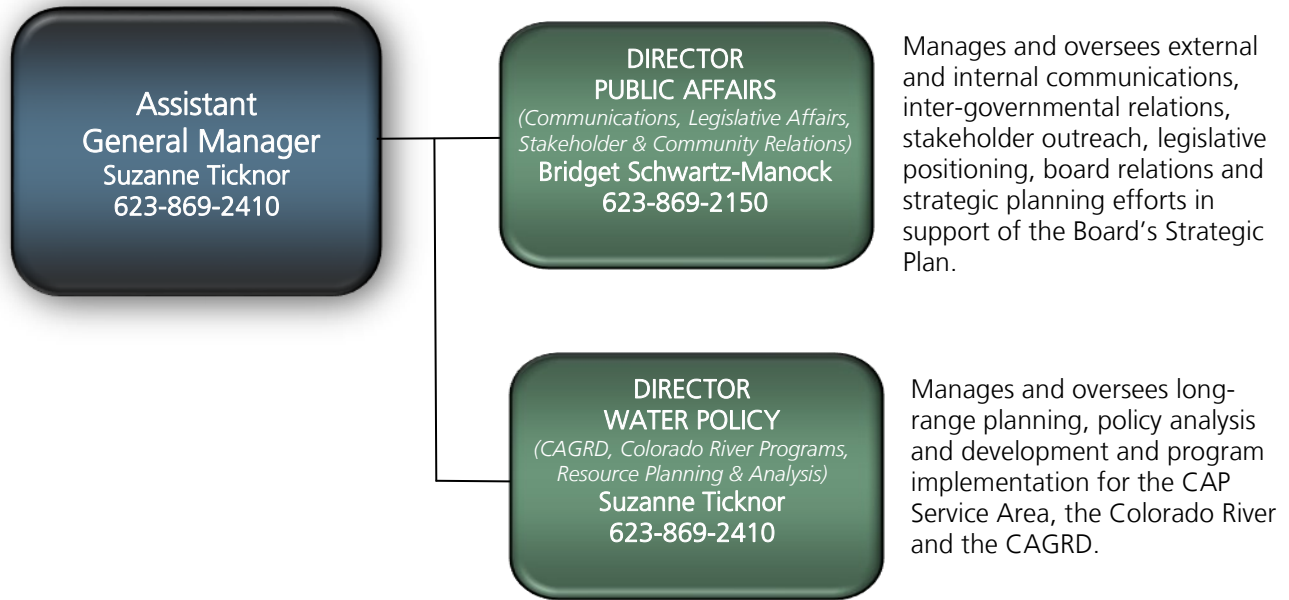 Assistant
General Manager
Suzanne Ticknor
623-869-2410
DIRECTOR
PUBLIC AFFAIRS
(Communications, Legislative Affairs,
Stakeholder & Community Relations)
Bridget Schwartz-Manock
623-869-2150
Manages and oversees external
and internal communications,
inter-governmental relations,
stakeholder outreach, legislative
positioning, board relations and
strategic planning efforts in
support of the Board’s Strategic
Plan.
DIRECTOR
WATER POLICY
(CAGRD, Colorado River Programs,
Resource Planning & Analysis)
Suzanne Ticknor
623-869-2410
Manages and oversees long-
range planning, policy analysis
and development and program
implementation for the CAP
Service Area, the Colorado River
and the CAGRD.